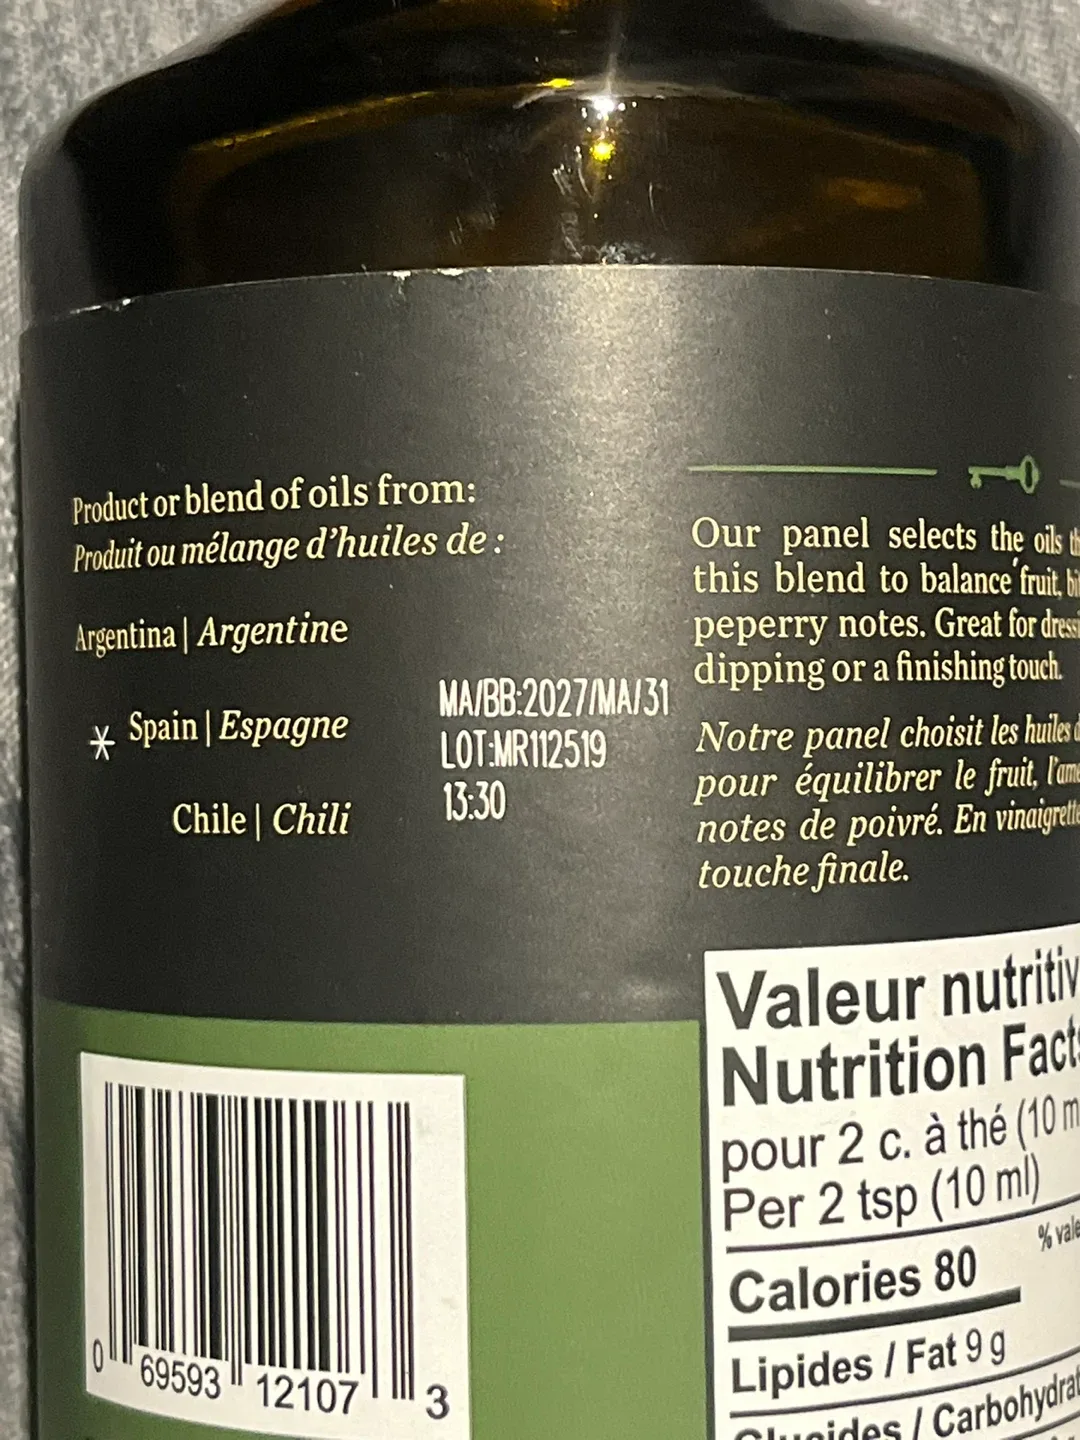 Product or blend of oils from:
Produit ou mélange d'huiles de :
Argentina | Argentine
* Spain | Espagne
Chile | Chili
MA/BB:2027/MA/31
LOT:MR112519
13:30
Our panel selects the oils
this blend to balance fruit,
peperry notes. Great for
dipping or a finishing touch.
Notre panel choisit les huiles
pour équilibrer le fruit,
notes de poivré. En
touche finale.
Valeur
Nutrition
pour 2 c. à thé (10
Per 2 tsp (10 ml)
%
Calories 80
Lipides / Fat 9 g
/
0 69593 12107 3